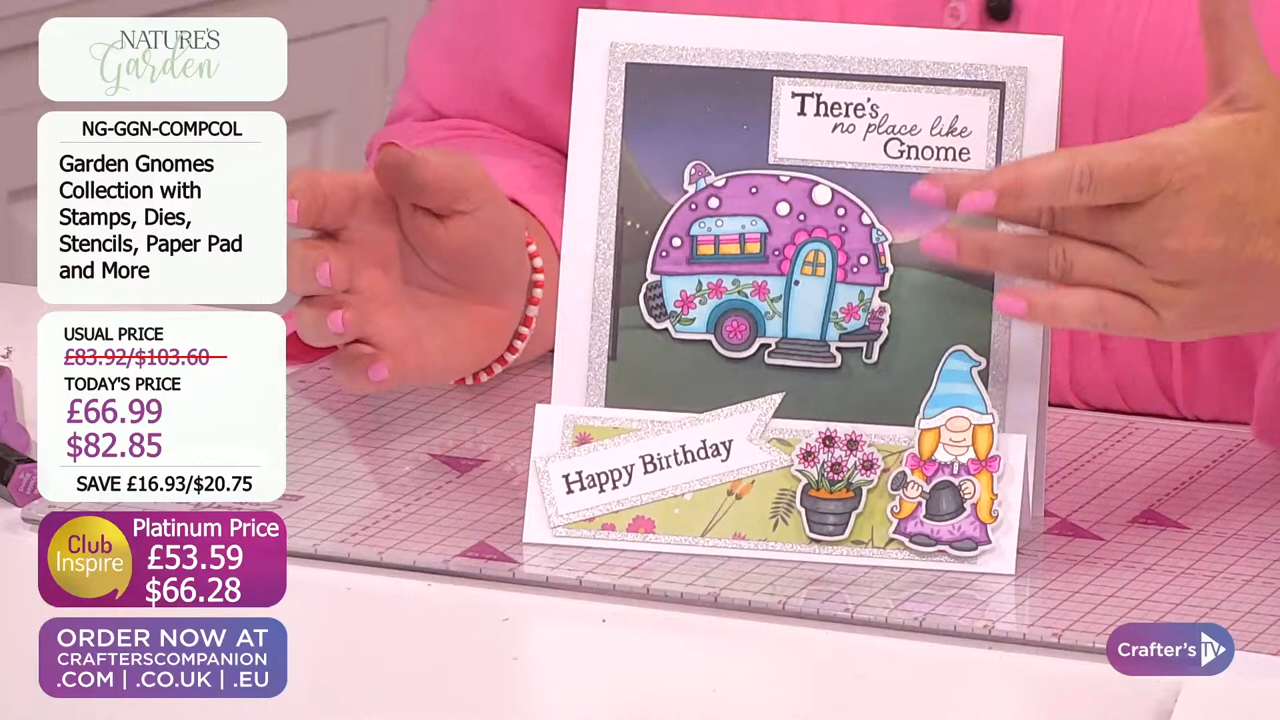 NATURE'S
Garden
NG-GGN-COMPCOL
Garden Gnomes
Collection with
Stamps, Dies,
Stencils, Paper Pad
and More
USUAL PRICE
£83.92/$103.60
TODAY'S PRICE
£66.99
$82.85
SAVE £16.93/$20.75
Club
Inspire
Platinum Price
£53.59
$66.28
ORDER NOW AT
CRAFTERSCOMPANION
.COM | .CO.UK | .EU
There's
no place like
Gnome
Happy Birthday
Crafter's TV